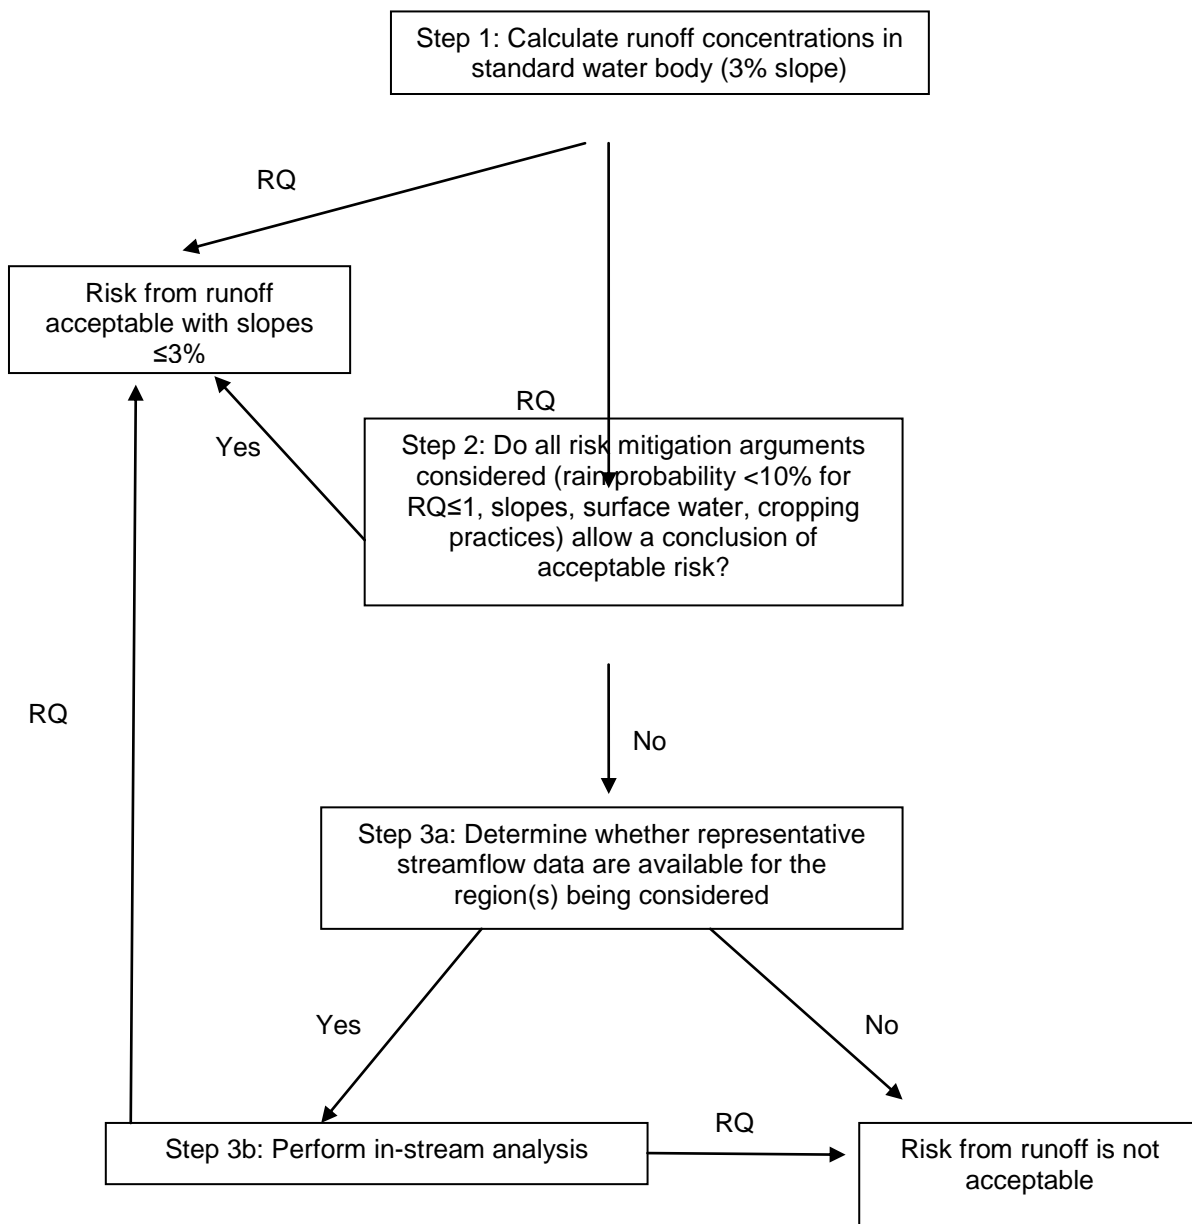 Step 1: Calculate runoff concentrations in
standard water body (3% slope)
RQ
Risk from runoff
acceptable with slopes
≤3%
RQ
Yes
Step 2: Do all risk mitigation arguments
considered (rain probability <10% for
RQ≤1, slopes, surface water, cropping
practices) allow a conclusion of
acceptable risk?
RQ
No
Step 3a: Determine whether representative
streamflow data are available for the
region(s) being considered
Yes
No
Step 3b: Perform in-stream analysis
RQ
Risk from runoff is not
acceptable